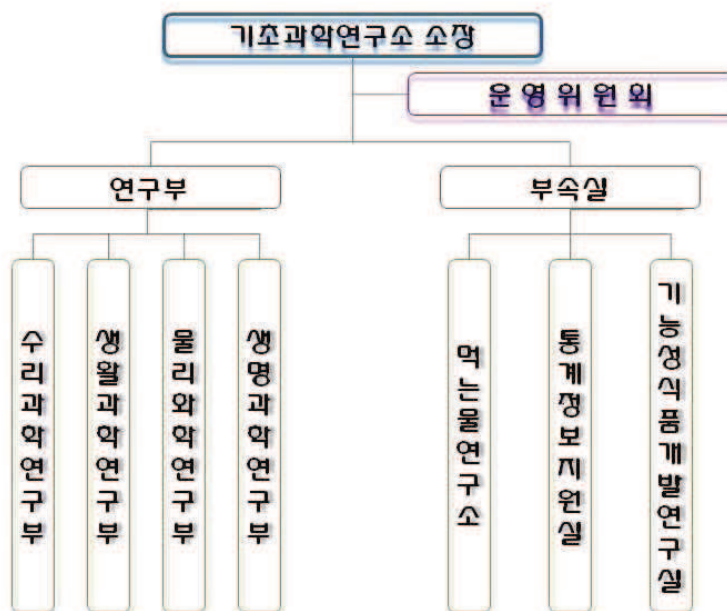 기초과학연구소 소장
운 영 위 원 회
연구부
부속실
수리과학연구부
생활과학연구부
물리화학연구부
생명과학연구부
먹는물연구소
통계정보지원실
기능성식품개발연구실